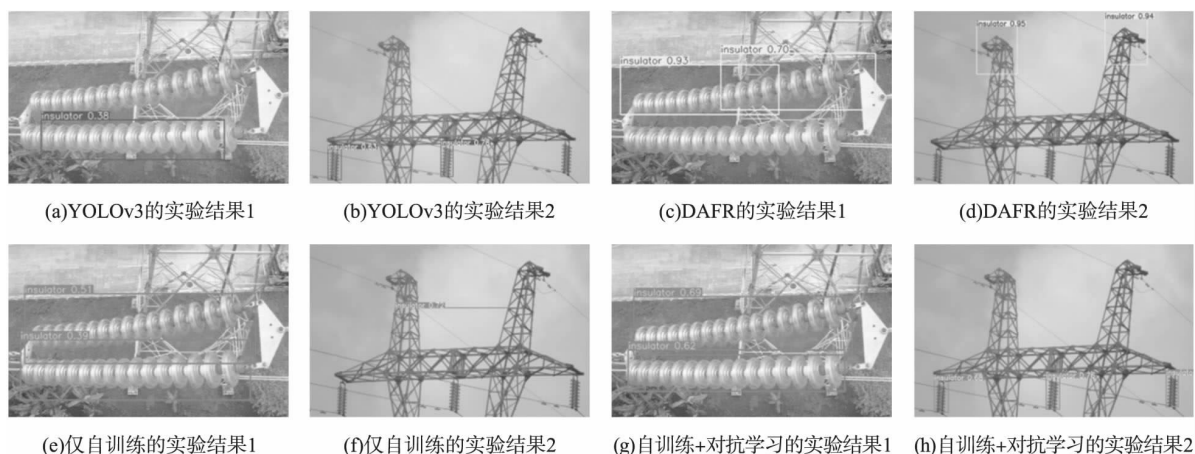 insulator 0.38
insulator 0.70
insulator 0.93
insulator 0.95
insulator 0.94
(a)YOLOv3的实验结果1
(b)YOLOv3的实验结果2
(c)DAFR的实验结果1
(d)DAFR的实验结果2
insulator 0.51
insulator 0.39
insulator 0.69
insulator 0.62
(e)仅自训练的实验结果1
(f)仅自训练的实验结果2
(g)自训练+对抗学习的实验结果1
(h)自训练+对抗学习的实验结果2